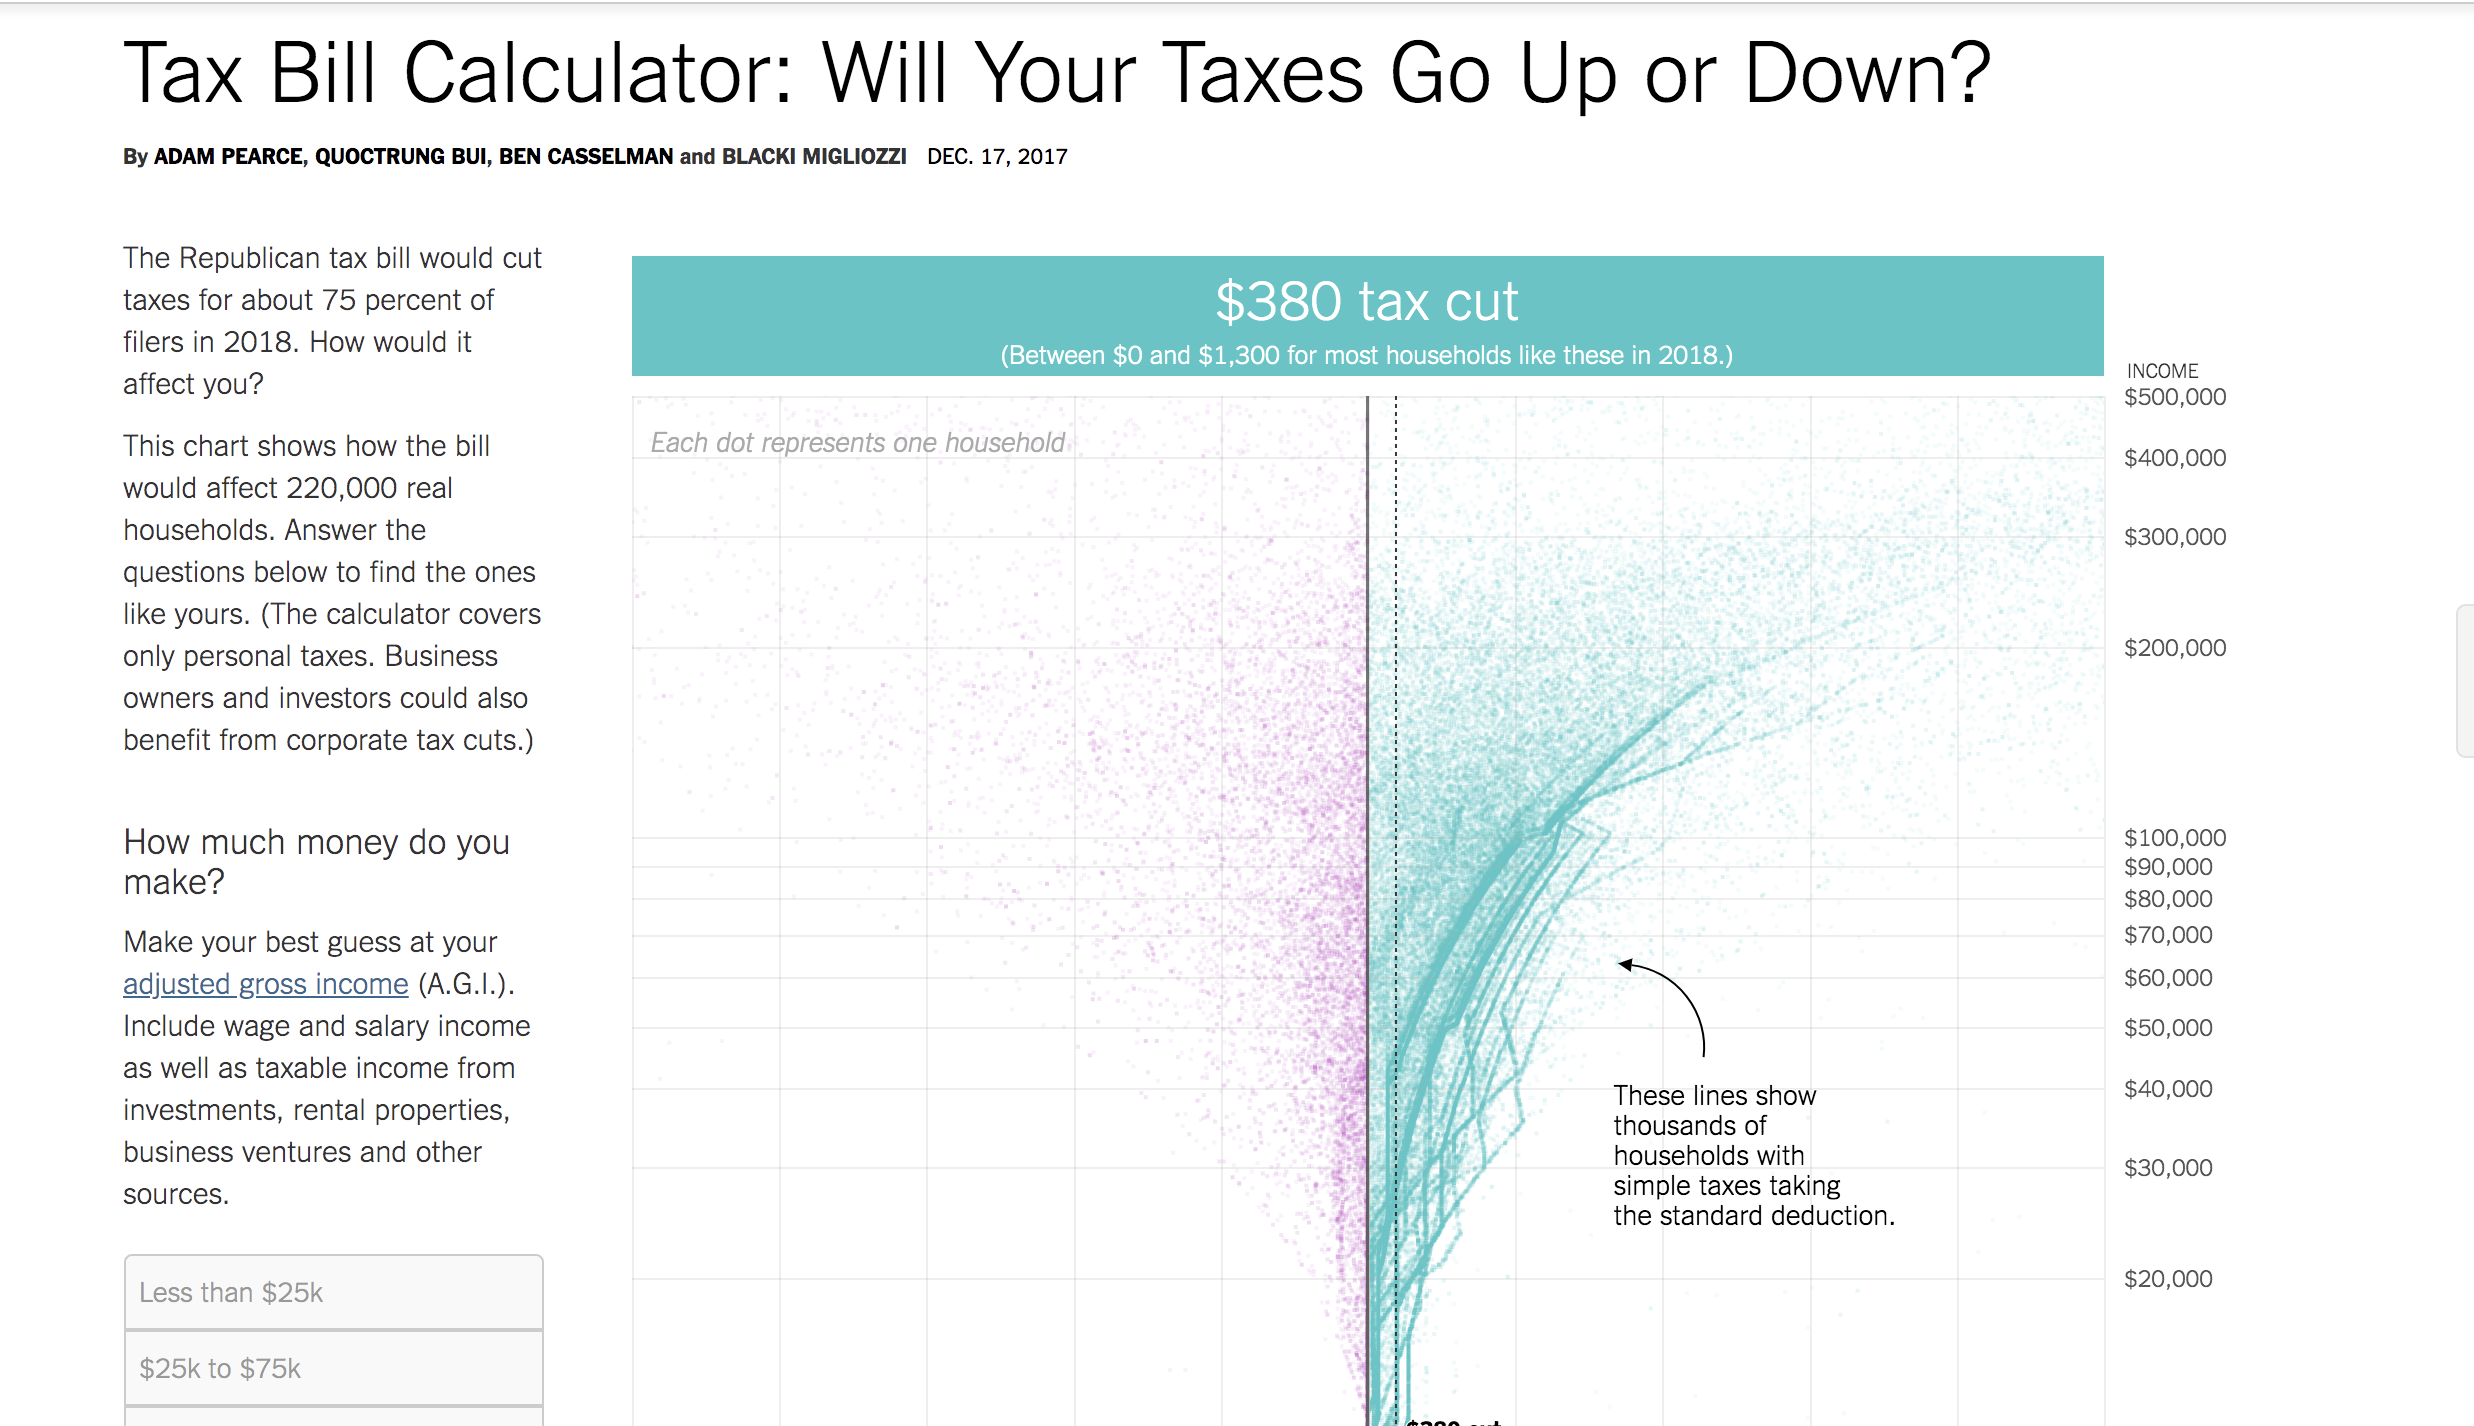 Tax Bill Calculator: Will Your Taxes Go Up or Down?
By ADAM PEARCE, QUOCTRUNG BUI, BEN CASSELMAN and BLACKI MIGLIOZZI DEC. 17, 2017
The Republican tax bill would cut
taxes for about 75 percent of
filers in 2018. How would it
affect you?
This chart shows how the bill
would affect 220,000 real
households. Answer the
questions below to find the ones
like yours. (The calculator covers
only personal taxes. Business
owners and investors could also
benefit from corporate tax cuts.)
How much money do you
make?
Make your best guess at your
adjusted gross income (A.G.I.).
Include wage and salary income
as well as taxable income from
investments, rental properties,
business ventures and other
sources.
Less than $25k
$25k to $75k
$380 tax cut
(Between $0 and $1,300 for most households like these in 2018.)
Each dot represents one household
These lines show
thousands of
households with
simple taxes taking
the standard deduction.
INCOME
$500,000
$400,000
$300,000
$200,000
$100,000
$90,000
$80,000
$70,000
$60,000
$50,000
$40,000
$30,000
$20,000